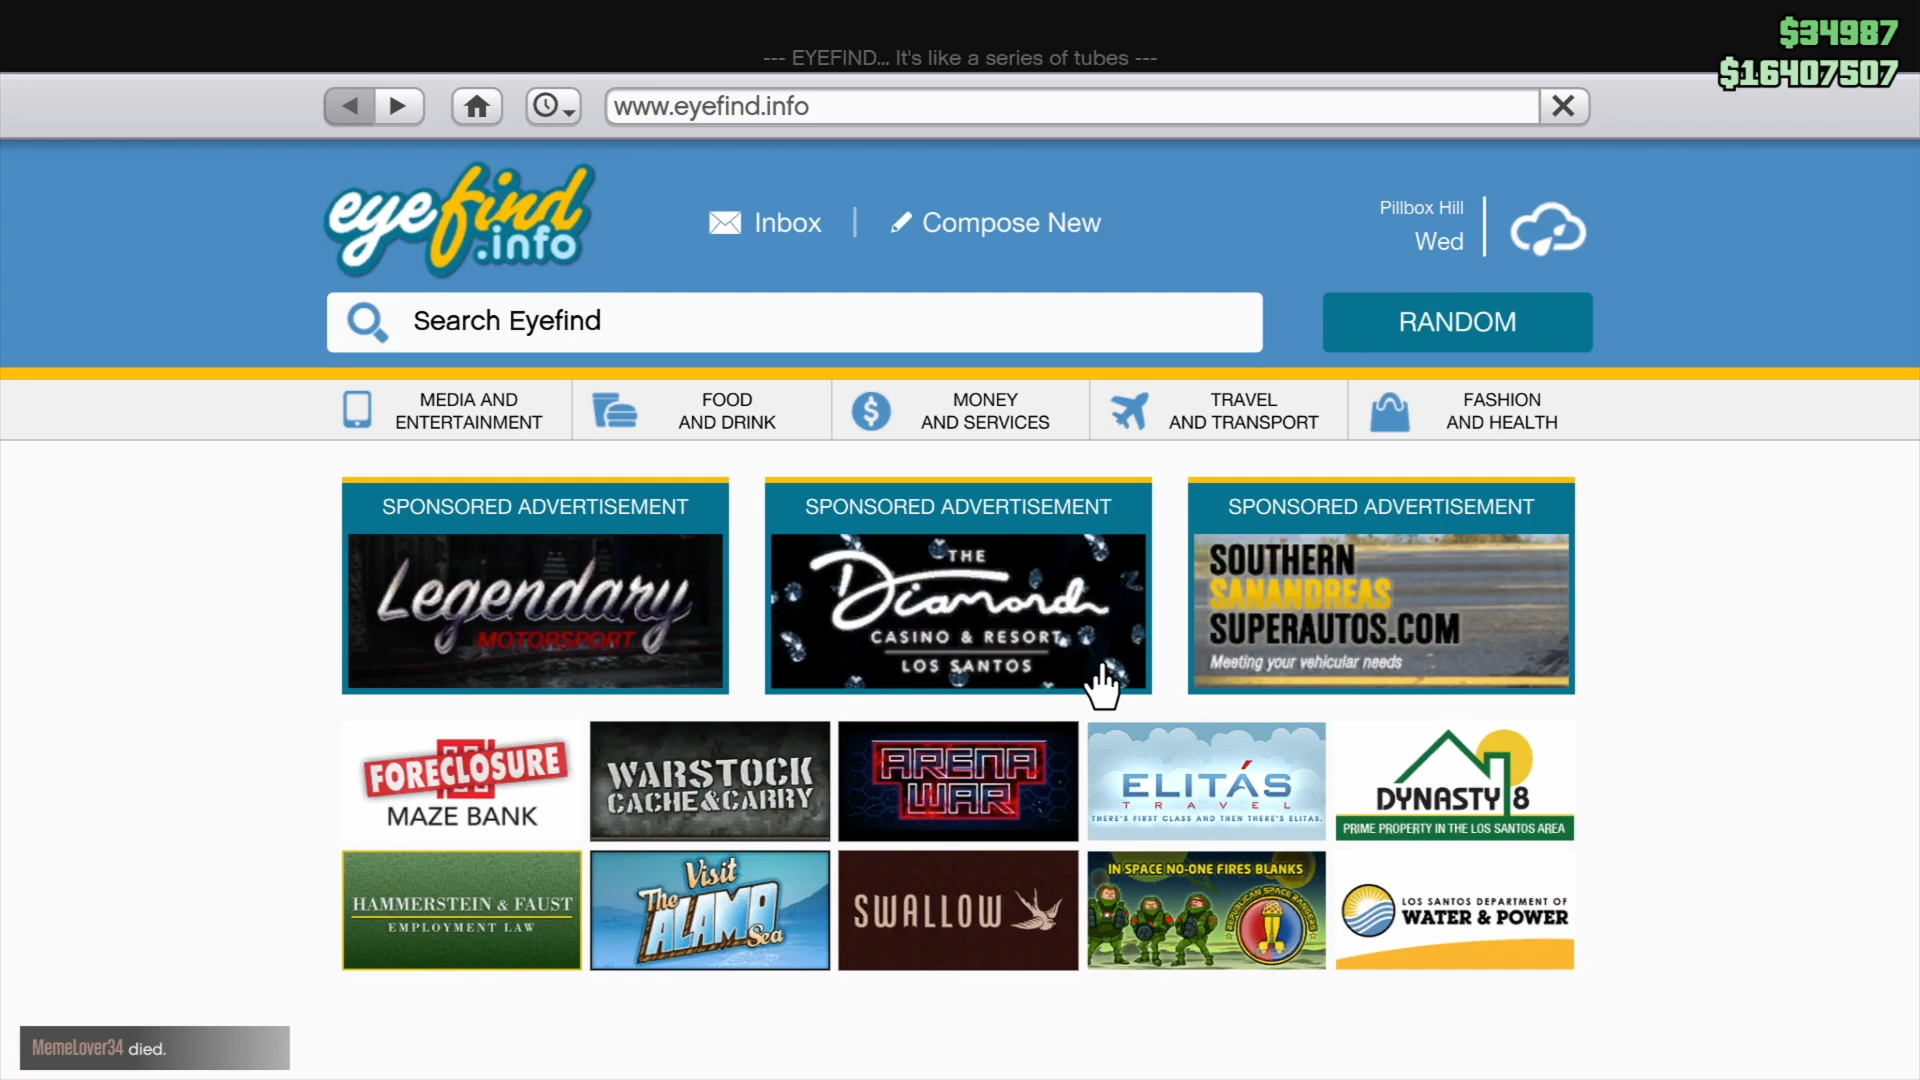 $34987
--- EYEFIND... It's like a series of tubes ---
$16407507
www.eyefind.info
eyefind
.info
Inbox
Compose New
Pillbox Hill
Wed
Search Eyefind
RANDOM
MEDIA AND
ENTERTAINMENT
FOOD
AND DRINK
MONEY
AND SERVICES
TRAVEL
AND TRANSPORT
FASHION
AND HEALTH
SPONSORED ADVERTISEMENT
Legendary
MOTORSPORT
SPONSORED ADVERTISEMENT
THE
Diamond
CASINO & RESORT
LOS SANTOS
SPONSORED ADVERTISEMENT
SOUTHERN
SANANDREAS
SUPERAUTOS.COM
Meeting your vehicular needs
FORECLOSURE
MAZE BANK
WARSTOCK
CACHE&CARRY
ARENA
WAR
ELITÁS
TRAVEL
THERE'S FIRST CLASS AND THEN THERE'S ELITAS.
DYNASTY 8
PRIME PROPERTY IN THE LOS SANTOS AREA
HAMMERSTEIN & FAUST
EMPLOYMENT LAW
Visit
The
ALAMO
Sea
SWALLOW
IN SPACE NO-ONE FIRES BLANKS
REPUBLICAN SPACE RANGERS
LOS SANTOS DEPARTMENT OF
WATER & POWER
MemeLover34 died.